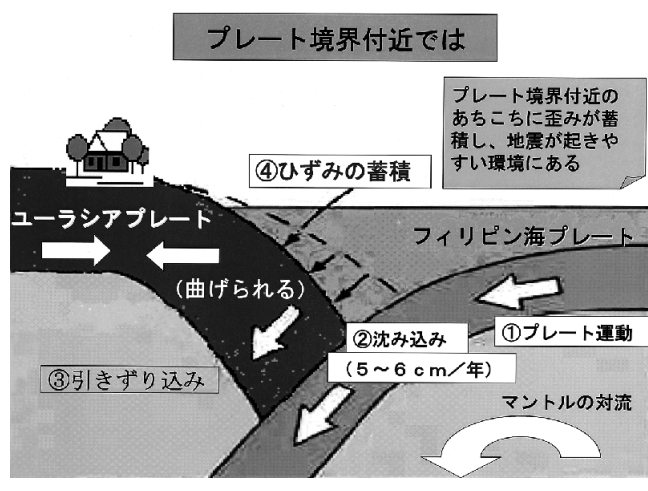 プレート境界付近では
プレート境界付近の
あちこちに歪みが蓄
積し、地震が起きや
すい環境にある
④ひずみの蓄積
ユーラシアプレート
フィリピン海プレート
(曲げられる)
①プレート運動
②沈み込み
(5~6cm/年)
③引きずり込み
マントルの対流